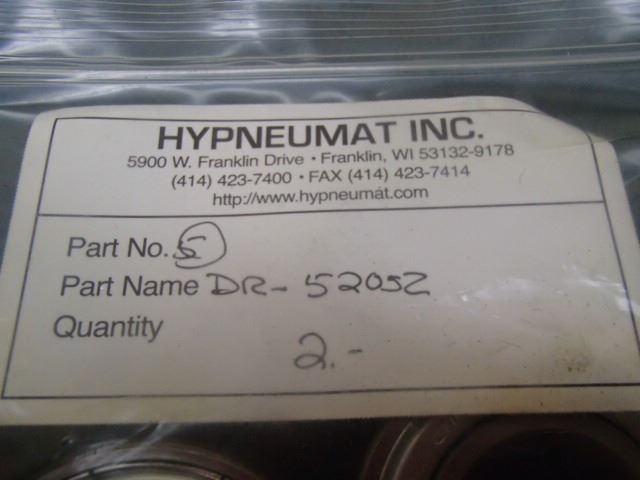 HYPNEUMAT INC.
5900 W. Franklin Drive • Franklin, WI 53132-9178
(414) 423-7400 • FAX (414) 423-7414
http://www.hypneumat.com
Part No. 5
Part Name DR-5205Z
Quantity
2.-